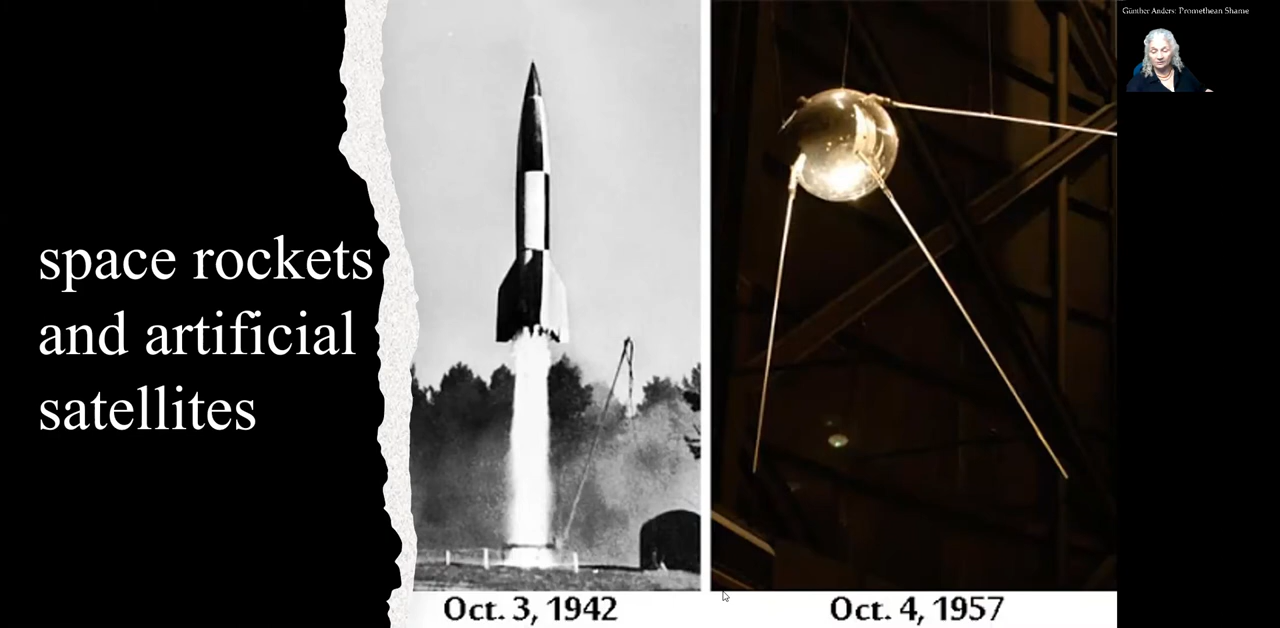 space rockets
and artificial
satellites
Oct. 3, 1942
Oct. 4, 1957
Günther Anders: Promethean Shame